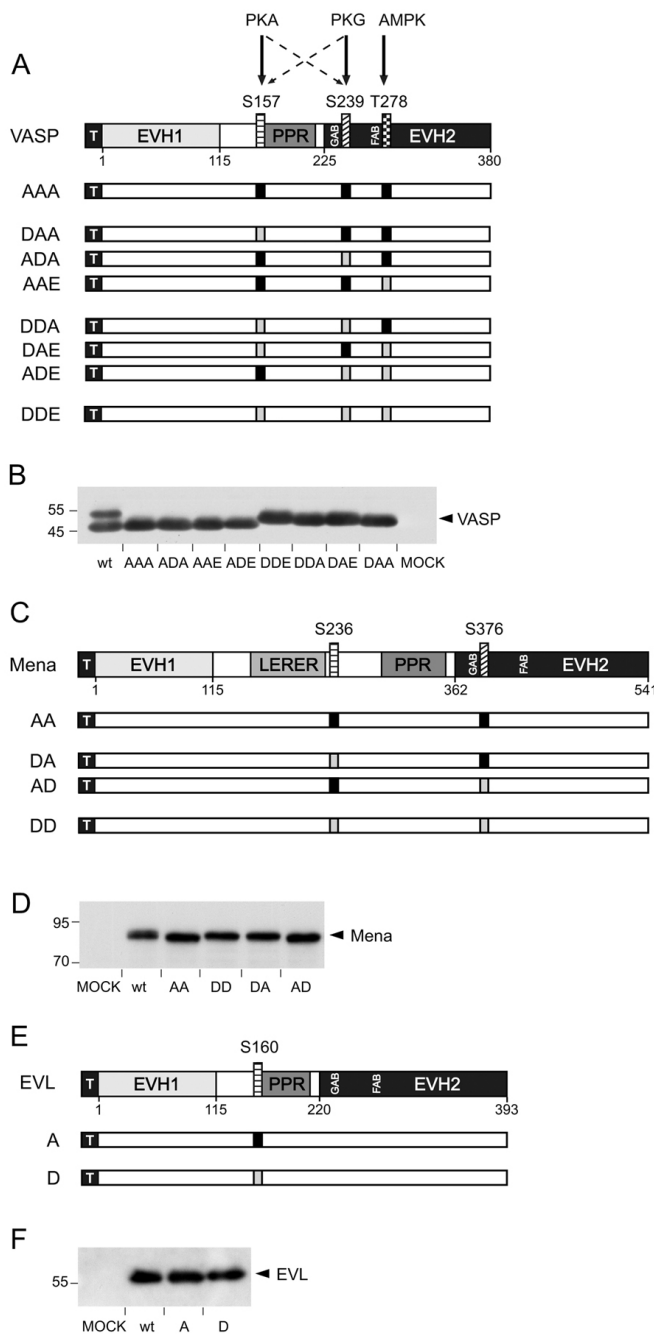 PKA PKG AMPK
A
S157 S239 T278
VASP T EVH1 PPR GAB FAB EVH2
1 115 225 380
AAA T
DAA T
ADA T
AAE T
DDA T
DAE T
ADE T
DDE T
B
55
45
VASP
wt AAA ADA AAE ADE DDE DDA DAE DAA MOCK
C
S236 S376
Mena T EVH1 LERER PPR GAB FAB EVH2
1 115 362 541
AA T
DA T
AD T
DD T
D
95
70
Mena
MOCK wt AA DD DA AD
E
S160
EVL T EVH1 PPR GAB FAB EVH2
1 115 220 393
A T
D T
F
55
EVL
MOCK wt A D